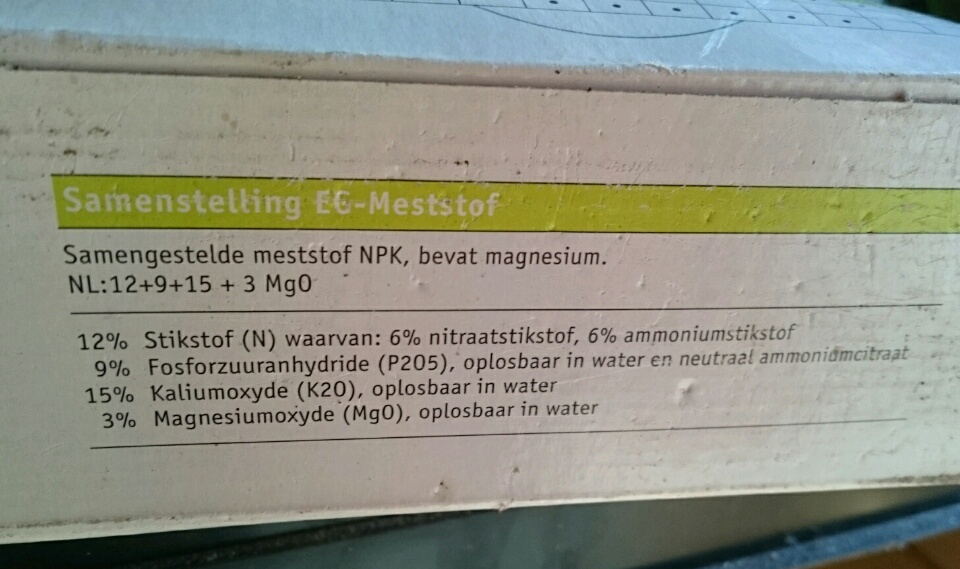 Samenstelling EG-Meststof
Samengestelde meststof NPK, bevat magnesium.
NL:12+9+15 + 3 MgO
12% Stikstof (N) waarvan: 6% nitraatstikstof, 6% ammoniumstikstof
9% Fosforzuuranhydride (P2O5), oplosbaar in water en neutraal ammoniumcitraat
15% Kaliumoxyde (K2O), oplosbaar in water
3% Magnesiumoxyde (MgO), oplosbaar in water